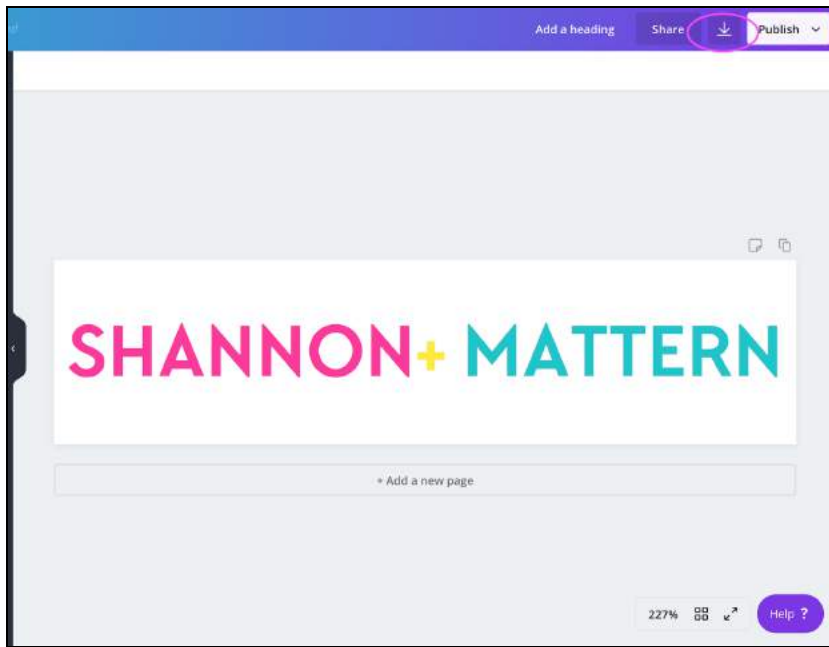 Add a heading Share Publish
SHANNON+ MATTERN
+ Add a new page
227% Help ?